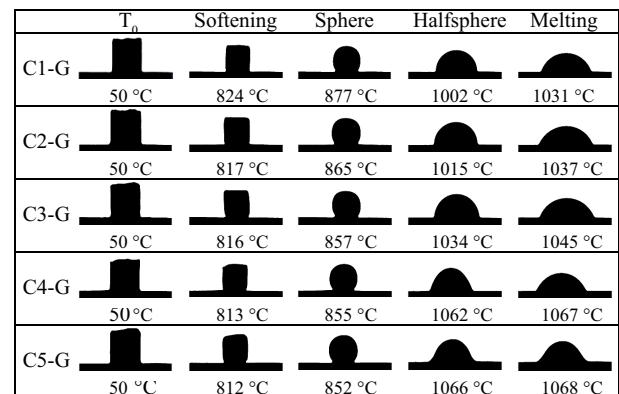 T0 Softening Sphere Halfsphere Melting
C1-G
50 °C 824 °C 877 °C 1002 °C 1031 °C
C2-G
50 °C 817 °C 865 °C 1015 °C 1037 °C
C3-G
50 °C 816 °C 857 °C 1034 °C 1045 °C
C4-G
50 °C 813 °C 855 °C 1062 °C 1067 °C
C5-G
50 °C 812 °C 852 °C 1066 °C 1068 °C